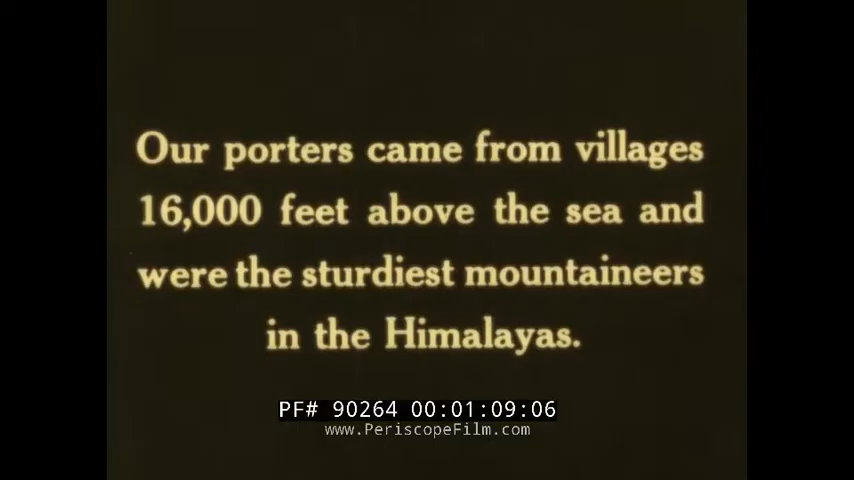 Our porters came from villages
16,000 feet above the sea and
were the sturdiest mountaineers
in the Himalayas.
PF# 90264 00:01:09:06
www.PeriscopeFilm.com